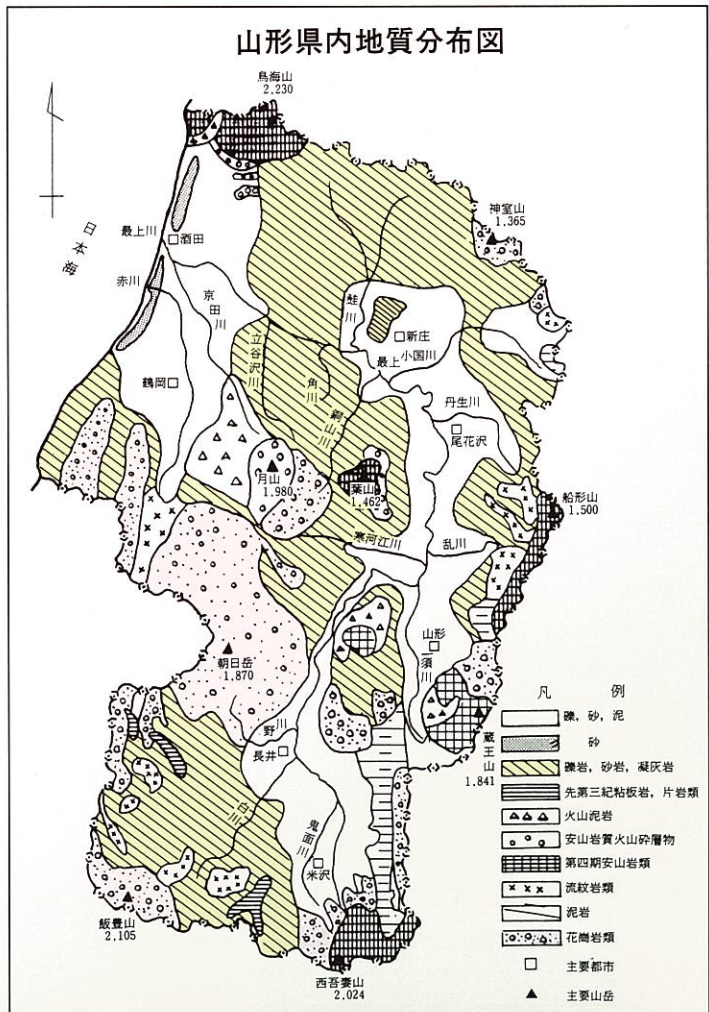 山形県内地質分布図
鳥海山
2,230
神室山
1,365
日本海
最上川
酒田
赤川
京田川
鮭川
新庄
最上
小国川
立谷沢川
角川
銅山川
鶴岡
丹生川
尾花沢
月山
1,980
葉山
1,462
船形山
1,500
寒河江川
乱川
山形
須川
朝日岳
1,870
野川
長井
蔵王山
1,841
白川
鬼面川
米沢
飯豊山
2,105
西吾妻山
2,024
凡 例
礫,砂,泥
砂
礫岩,砂岩,凝灰岩
先第三紀粘板岩,片岩類
火山泥岩
安山岩質火山砕屑物
第四期安山岩類
流紋岩類
泥岩
花崗岩類
主要都市
主要山岳